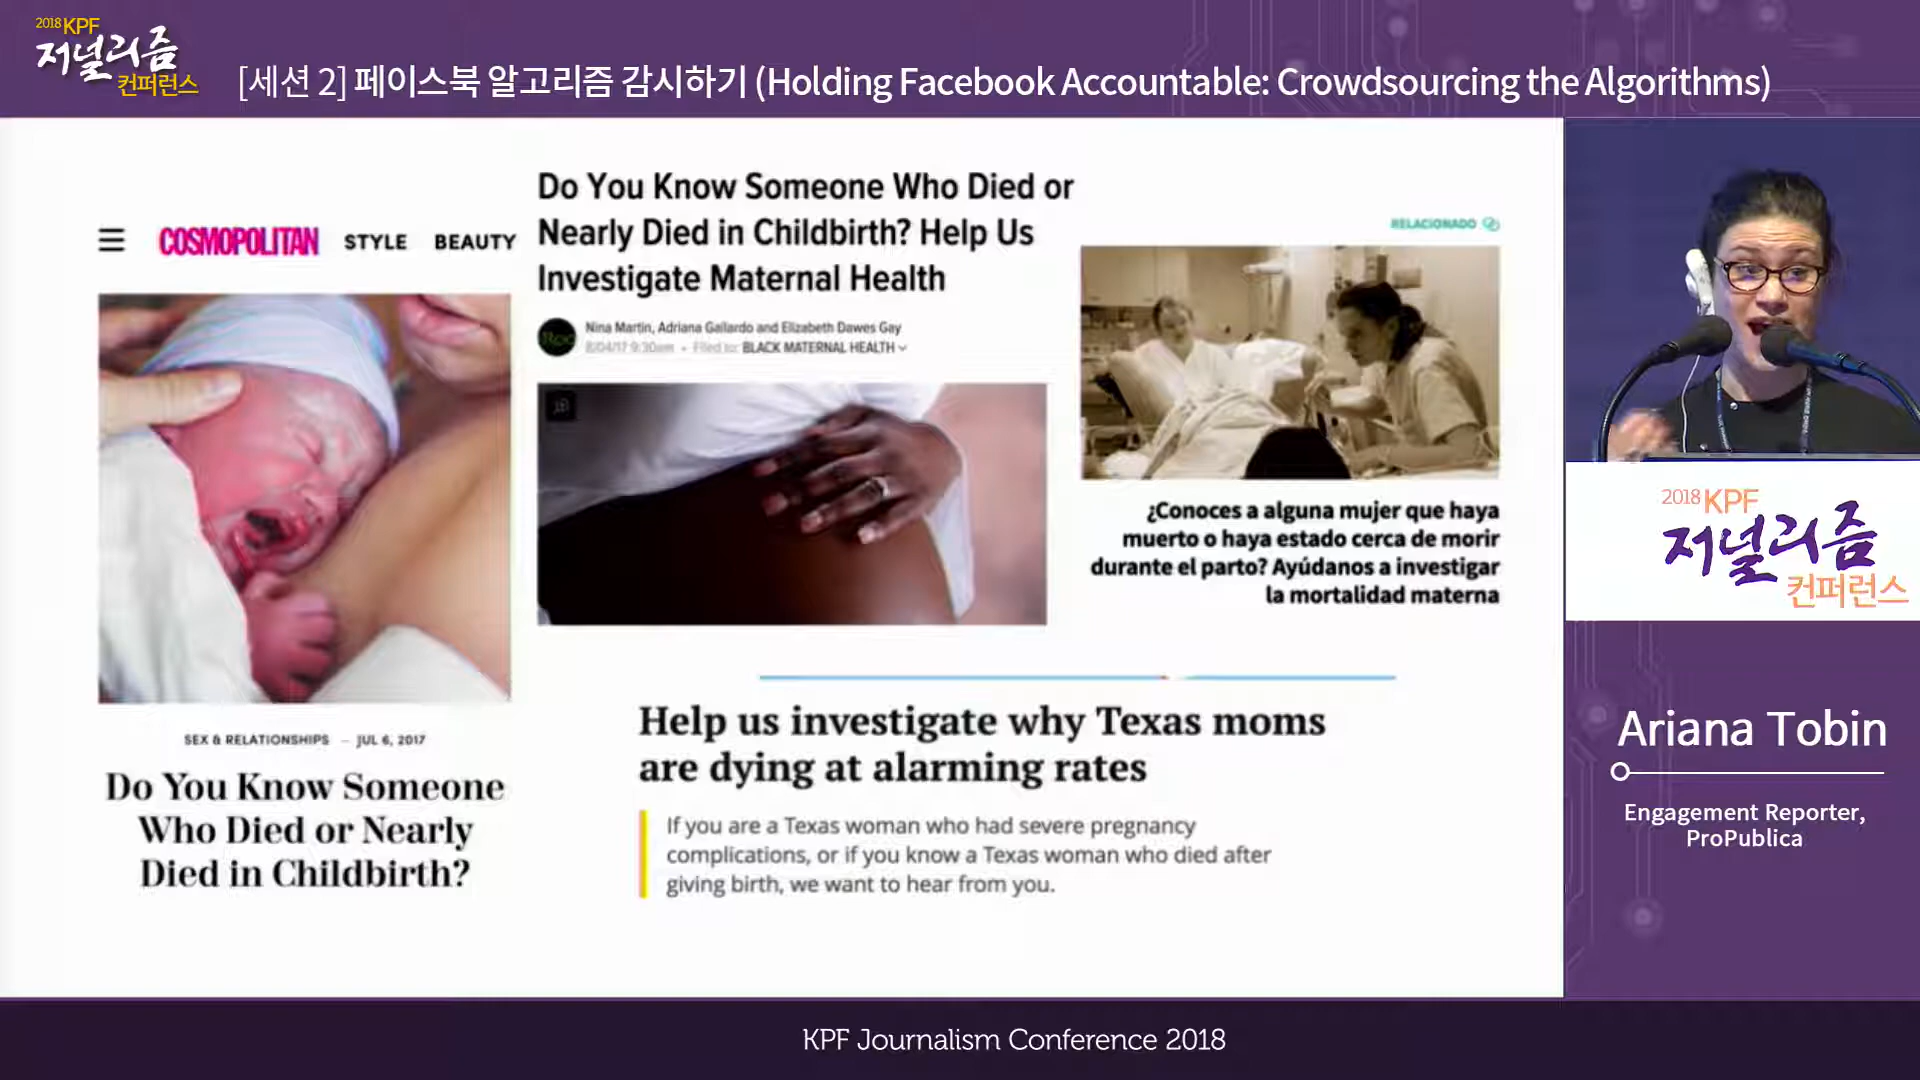 2018 KPF
저널리즘
컨퍼런스
[세션 2] 페이스북 알고리즘 감시하기 (Holding Facebook Accountable: Crowdsourcing the Algorithms)
COSMOPOLITAN STYLE BEAUTY
SEX & RELATIONSHIPS – JUL 6, 2017
Do You Know Someone
Who Died or Nearly
Died in Childbirth?
Do You Know Someone Who Died or
Nearly Died in Childbirth? Help Us
Investigate Maternal Health
Nina Martin, Adriana Gallardo and Elizabeth Dawes Gay
8/04/17 9:30am • Filed to: BLACK MATERNAL HEALTH
RELACIONADO
¿Conoces a alguna mujer que haya
muerto o haya estado cerca de morir
durante el parto? Ayúdanos a investigar
la mortalidad materna
Help us investigate why Texas moms
are dying at alarming rates
If you are a Texas woman who had severe pregnancy
complications, or if you know a Texas woman who died after
giving birth, we want to hear from you.
2018 KPF
저널리즘
컨퍼런스
Ariana Tobin
Engagement Reporter,
ProPublica
KPF Journalism Conference 2018